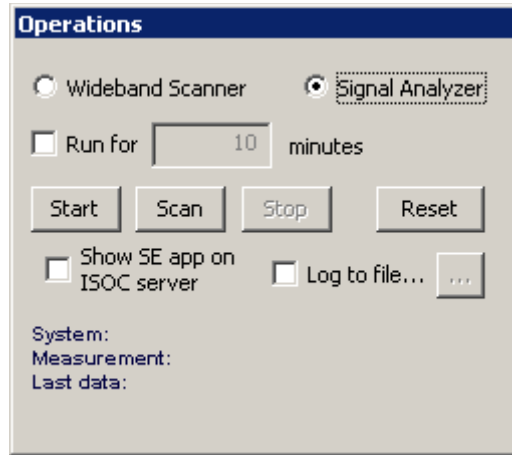 Operations
Wideband Scanner Signal Analyzer
Run for 10 minutes
Start Scan Stop Reset
Show SE app on
ISOC server Log to file... ...
System:
Measurement:
Last data: